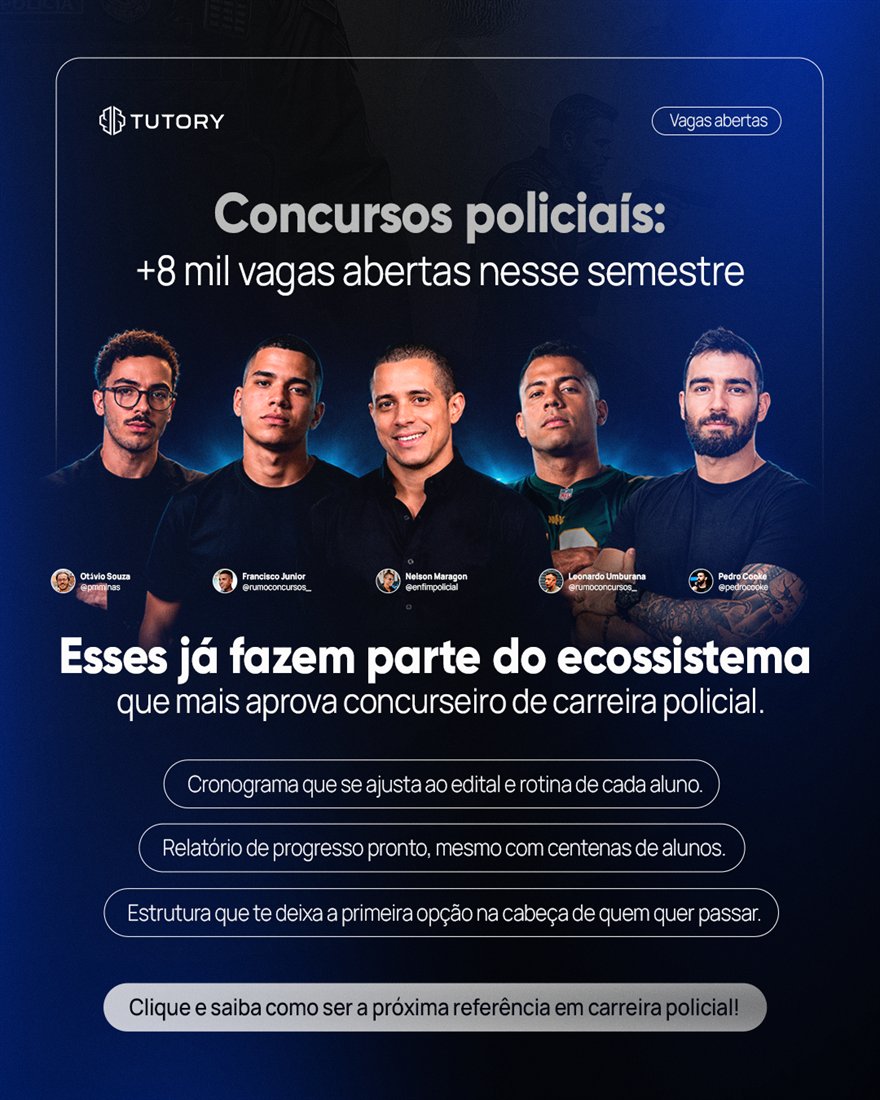 POLICIA
TUTORY
Vagas abertas
Concursos policiaís:
+8 mil vagas abertas nesse semestre
Otávio Souza
@pmminas
Francisco Junior
@rumoconcursos_
Nelson Maragon
@enfimpolicial
Leonardo Umburana
@rumoconcursos_
Pedro Cooke
@pedrocooke
Esses já fazem parte do ecossistema
que mais aprova concurseiro de carreira policial.
Cronograma que se ajusta ao edital e rotina de cada aluno.
Relatório de progresso pronto, mesmo com centenas de alunos.
Estrutura que te deixa a primeira opção na cabeça de quem quer passar.
Clique e saiba como ser a próxima referência em carreira policial!